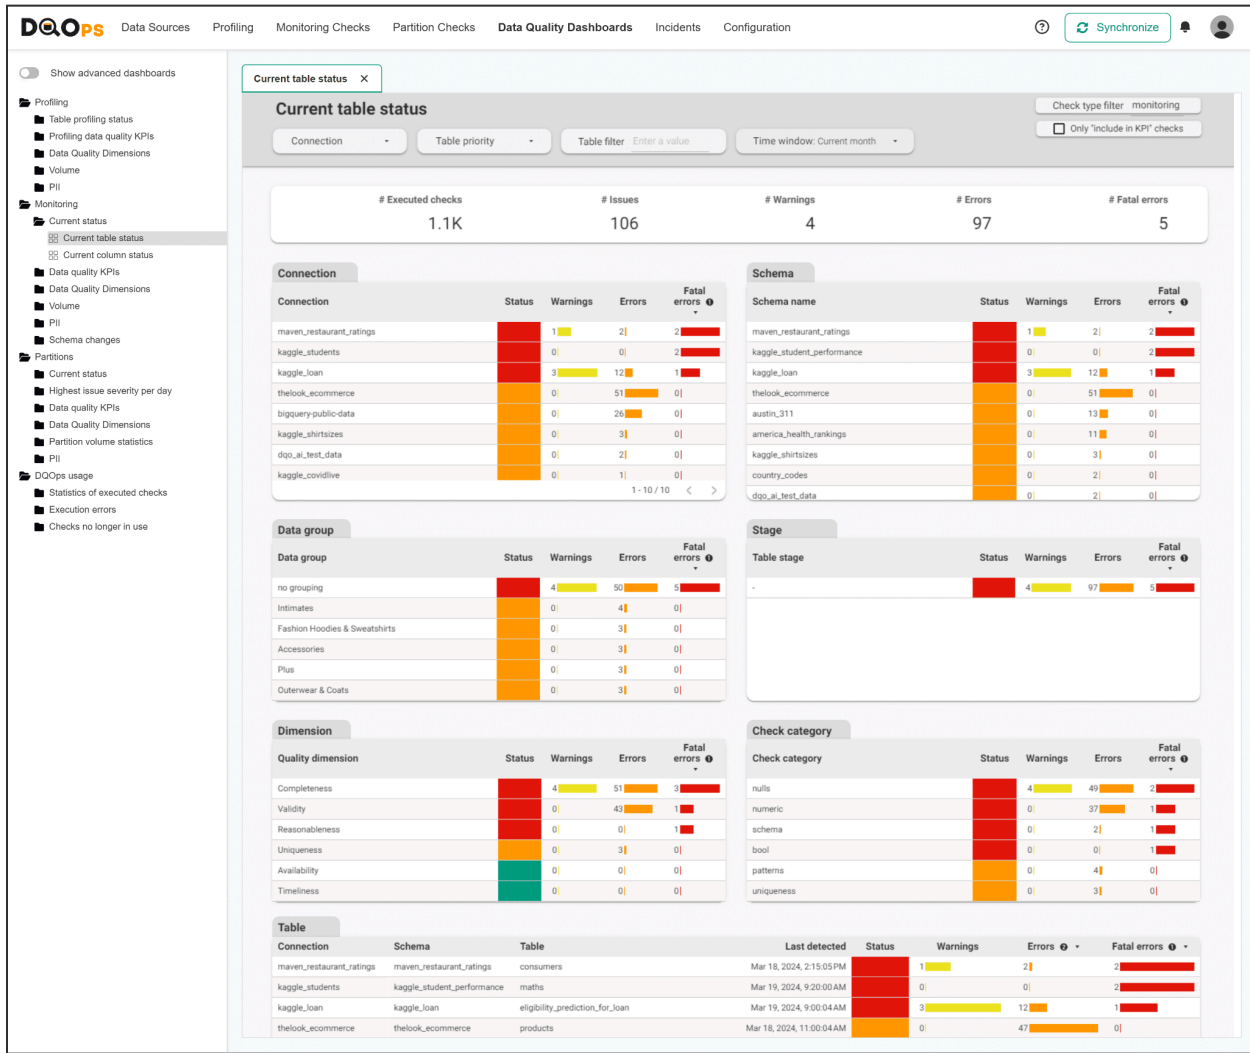 DQOps Data Sources Profiling Monitoring Checks Partition Checks Data Quality Dashboards Incidents Configuration Synchronize
Show advanced dashboards
Profiling
Table profiling status
Profiling data quality KPIs
Data Quality Dimensions
Volume
PII
Monitoring
Current status
Current table status
Current column status
Data quality KPIs
Data Quality Dimensions
Volume
PII
Schema changes
Partitions
Current status
Highest issue severity per day
Data quality KPIs
Data Quality Dimensions
Partition volume statistics
PII
DQOps usage
Statistics of executed checks
Execution errors
Checks no longer in use
Current table status
Current table status
Check type filter monitoring
Only "include in KPI" checks
Connection Table priority Table filter Enter a value Time window: Current month
# Executed checks # Issues # Warnings # Errors # Fatal errors
1.1K 106 4 97 5
Connection
Connection Status Warnings Errors Fatal errors
maven_restaurant_ratings 1 2 2
kaggle_students 0 0 2
kaggle_loan 3 12 1
thelook_ecommerce 0 51 0
bigquery-public-data 0 26 0
kaggle_shirtsizes 0 3 0
dqo_ai_test_data 0 2 0
kaggle_covidlive 0 1 0
1 - 10 / 10
Schema
Schema name Status Warnings Errors Fatal errors
maven_restaurant_ratings 1 2 2
kaggle_student_performance 0 0 2
kaggle_loan 3 12 1
thelook_ecommerce 0 51 0
austin_311 0 13 0
america_health_rankings 0 11 0
kaggle_shirtsizes 0 3 0
country_codes 0 2 0
dqo_ai_test_data 0 2 0
Data group
Data group Status Warnings Errors Fatal errors
no grouping 4 50 5
Intimates 0 4 0
Fashion Hoodies & Sweatshirts 0 3 0
Accessories 0 3 0
Plus 0 3 0
Outerwear & Coats 0 3 0
Stage
Table stage Status Warnings Errors Fatal errors
- 4 97 5
Dimension
Quality dimension Status Warnings Errors Fatal errors
Completeness 4 51 3
Validity 0 43 1
Reasonableness 0 0 1
Uniqueness 0 3 0
Availability 0 0 0
Timeliness 0 0 0
Check category
Check category Status Warnings Errors Fatal errors
nulls 4 49 2
numeric 0 37 1
schema 0 2 1
bool 0 0 1
patterns 0 4 0
uniqueness 0 3 0
Table
Connection Schema Table Last detected Status Warnings Errors Fatal errors
maven_restaurant_ratings maven_restaurant_ratings consumers Mar 18, 2024, 2:15:05 PM 1 2 2
kaggle_students kaggle_student_performance maths Mar 19, 2024, 9:20:00 AM 0 0 2
kaggle_loan kaggle_loan eligibility_prediction_for_loan Mar 19, 2024, 9:00:04 AM 3 12 1
thelook_ecommerce thelook_ecommerce products Mar 18, 2024, 11:00:04 AM 0 47 0